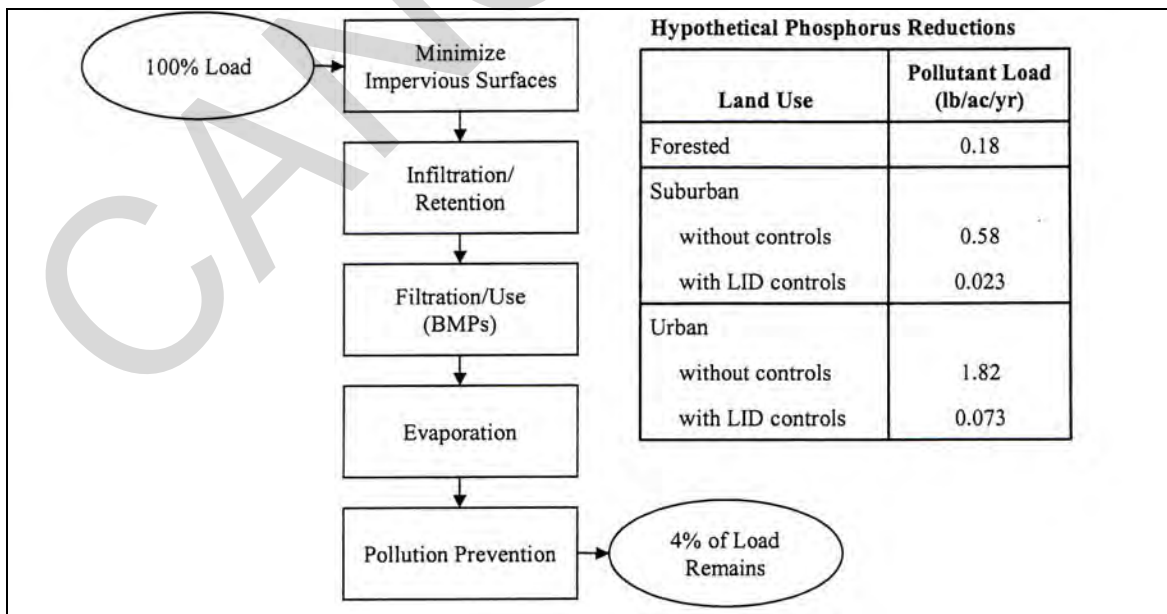 CAN
100% Load
Minimize
Impervious Surfaces
Infiltration/
Retention
Filtration/Use
(BMPs)
Evaporation
Pollution Prevention
4% of Load
Remains
Hypothetical Phosphorus Reductions
Land Use
Pollutant Load
(lb/ac/yr)
Forested 0.18
Suburban
without controls 0.58
with LID controls 0.023
Urban
without controls 1.82
with LID controls 0.073